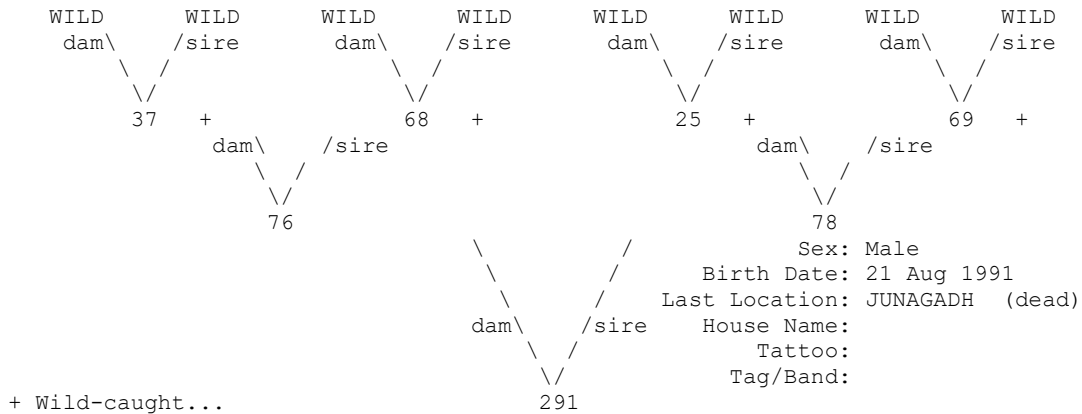 WILD WILD WILD WILD WILD WILD WILD WILD
dam\ /sire dam\ /sire dam\ /sire dam\ /sire
\ / \ / \ / \ /
\/ \/ \/ \/
37 + 68 + 25 + 69 +
dam\ /sire dam\ /sire
\ / \ /
\/ \/
76 78
\ / Sex: Male
\ / Birth Date: 21 Aug 1991
\ / Last Location: JUNAGADH (dead)
dam\ /sire House Name:
\ / Tattoo:
\/ Tag/Band:
+ Wild-caught... 291